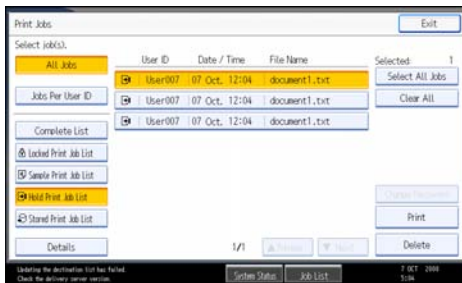 Print Jobs
Exit
Select job(s).
All Jobs
Jobs Per User ID
Complete List
Locked Print Job List
Sample Print Job List
Hold Print Job List
Stored Print Job List
Details
User ID Date / Time File Name
User007 07 Oct. 12:04 document1.txt
User007 07 Oct. 12:04 document1.txt
User007 07 Oct. 12:04 document1.txt
1/1
Selected: 1
Select All Jobs
Clear All
Print
Delete
Updating the destination list has failed.
Check the delivery server version.
System Status Job List
7 OCT 2008